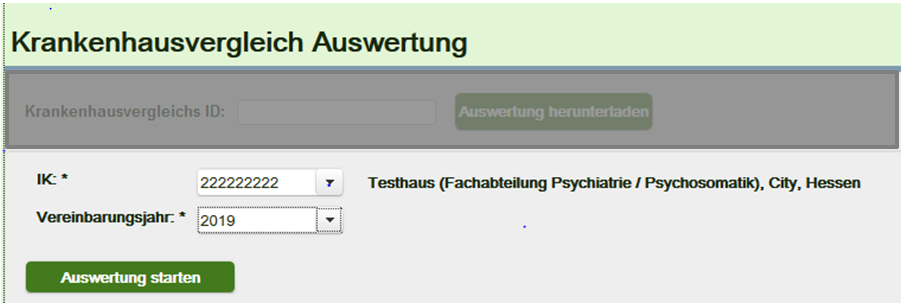 Krankenhausvergleich Auswertung
Krankenhausvergleichs ID: Auswertung herunterladen
IK: * 222222222 Testhaus (Fachabteilung Psychiatrie / Psychosomatik), City, Hessen
Vereinbarungsjahr: * 2019
Auswertung starten